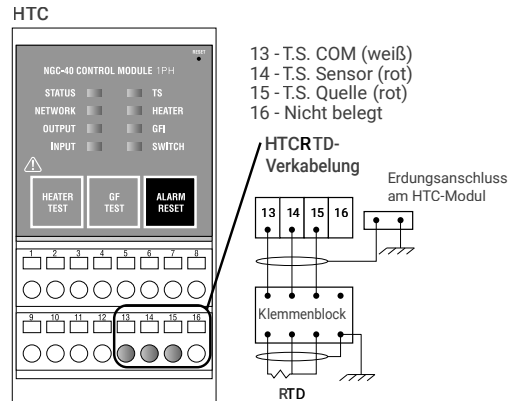 HTC
RESET
NGC-40 CONTROL MODULE 1PH
STATUS TS
NETWORK HEATER
OUTPUT GFI
INPUT SWITCH
HEATER TEST
GF TEST
ALARM RESET
1 2 3 4 5 6 7 8
9 10 11 12 13 14 15 16
13 - T.S. COM (weiß)
14 - T.S. Sensor (rot)
15 - T.S. Quelle (rot)
16 - Nicht belegt
HTCRTD-
Verkabelung
Erdungsanschluss
am HTC-Modul
13 14 15 16
Klemmenblock
RTD